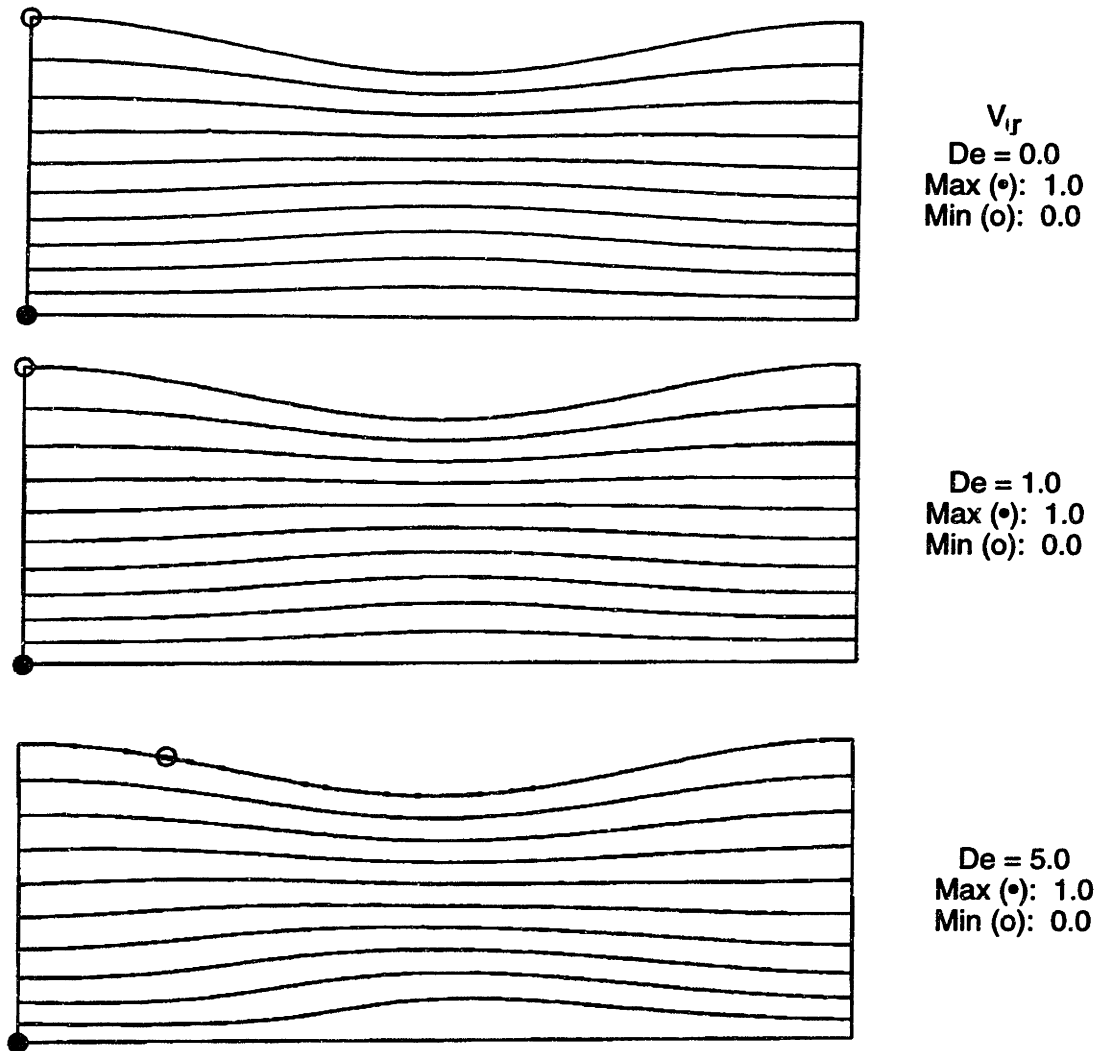 De = 0.0
Max (•): 1.0
Min (o): 0.0
De = 1.0
Max (•): 1.0
Min (o): 0.0
De = 5.0
Max (•): 1.0
Min (o): 0.0